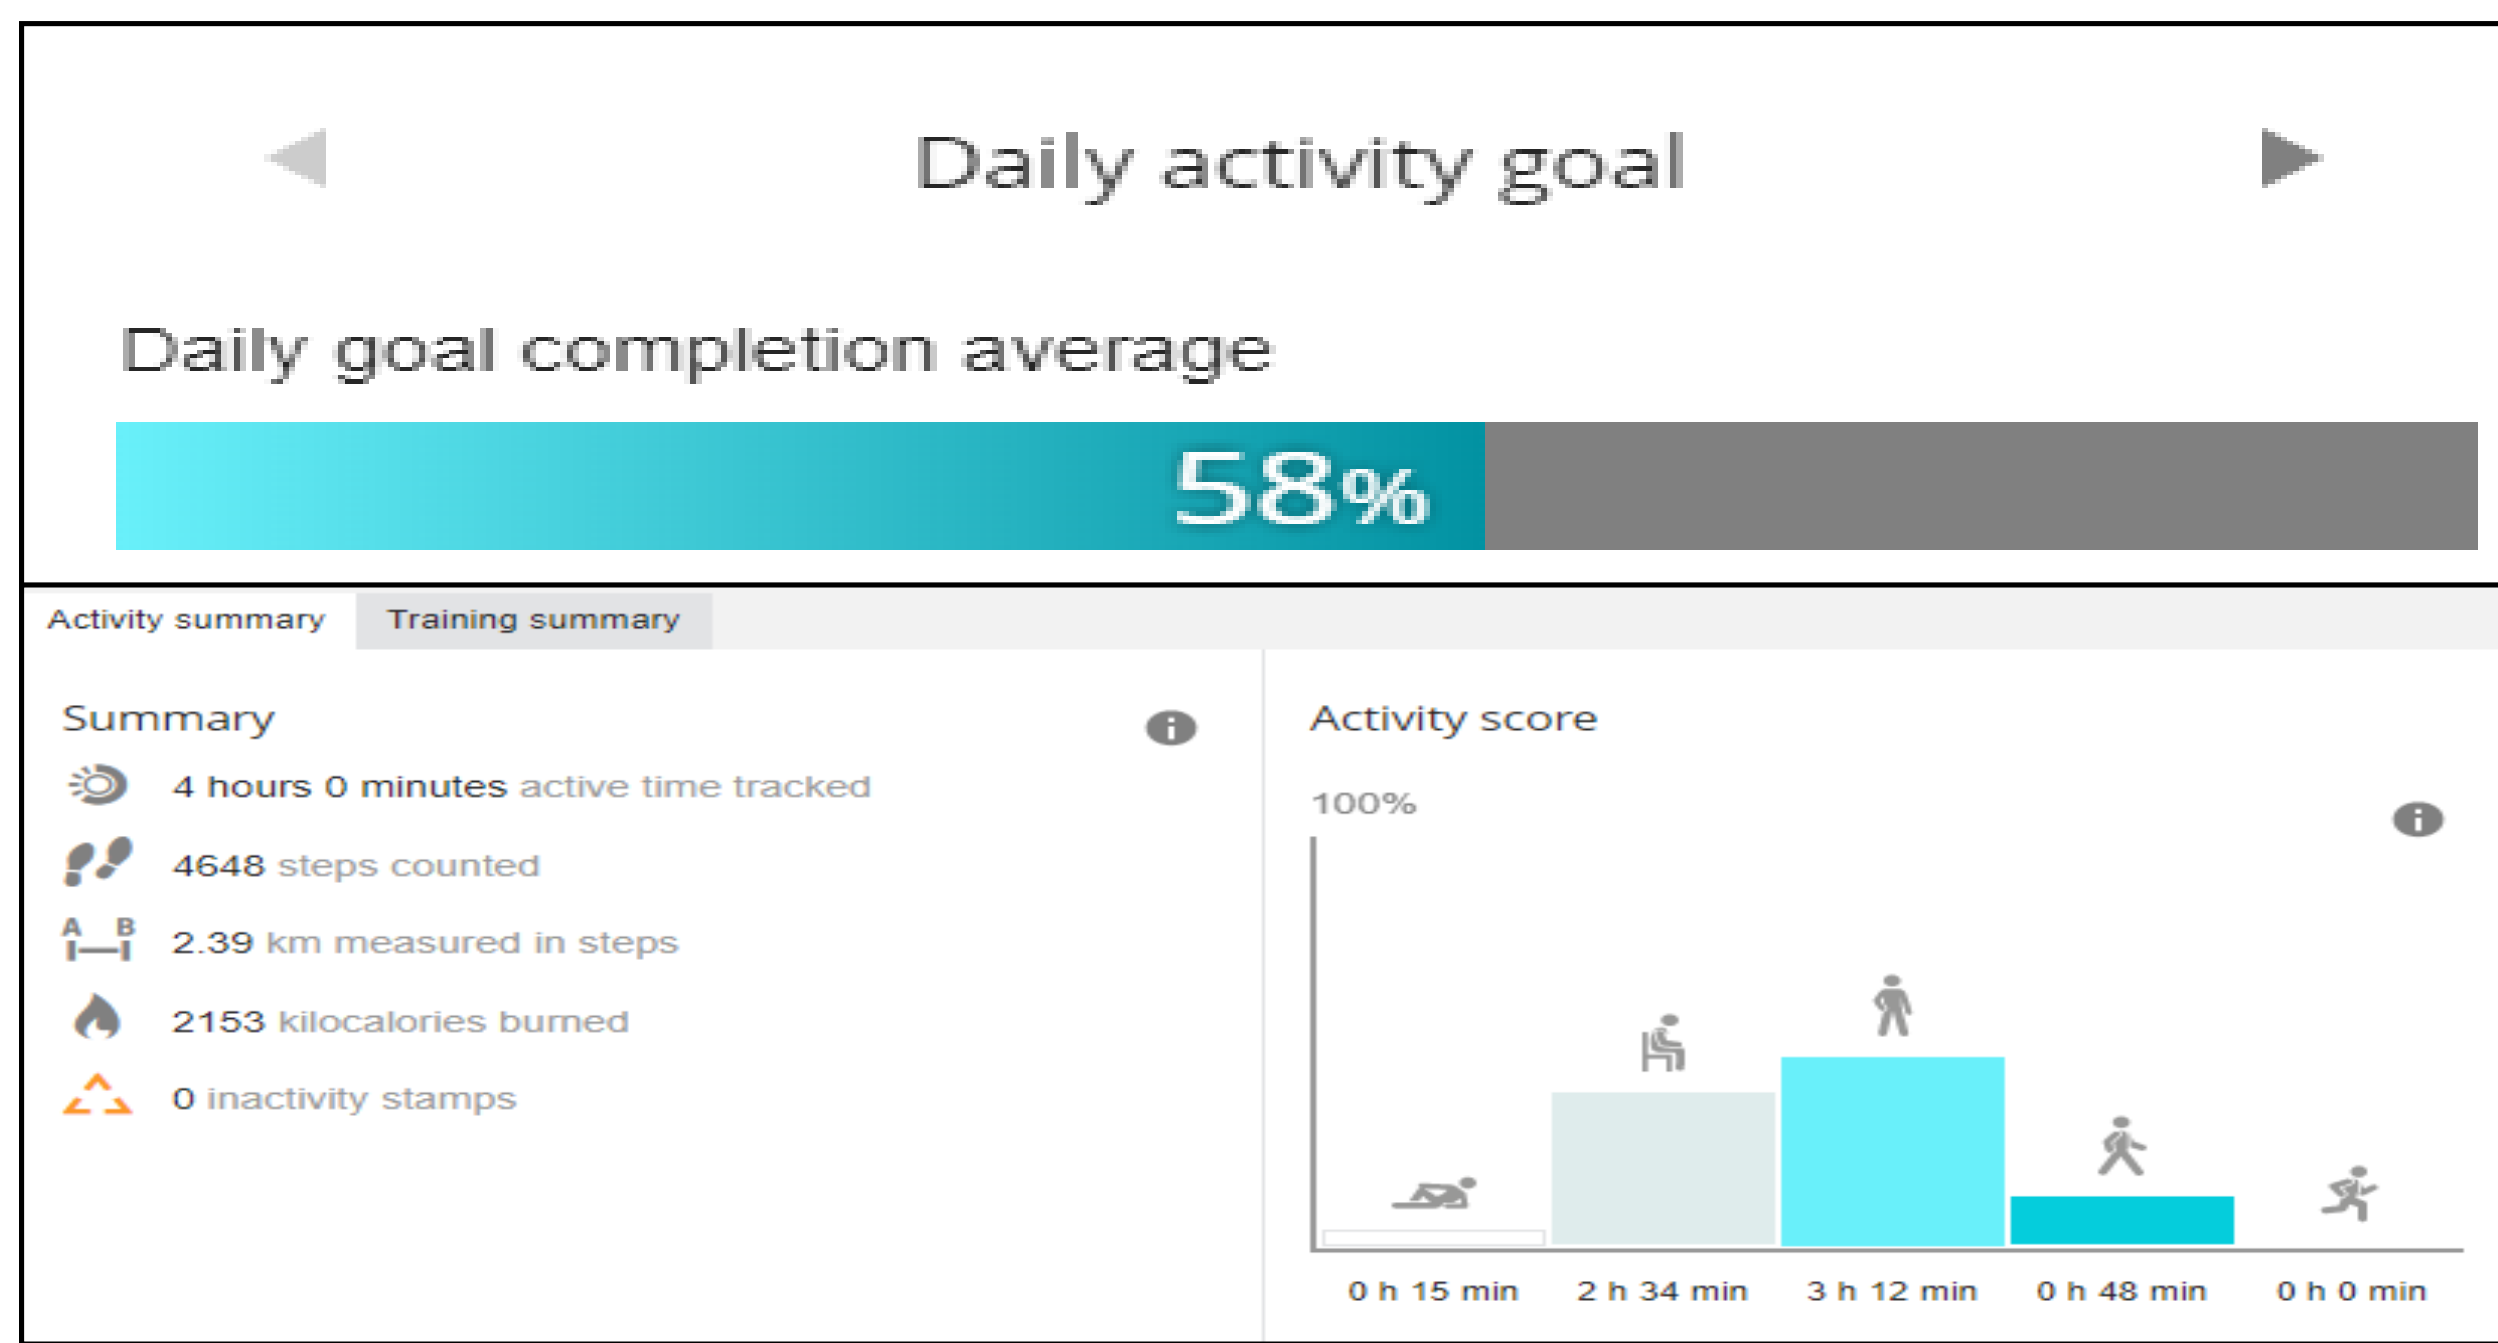 Daily activity goal
Daily goal completion average
58%
Activity summary
Training summary
Summary
4 hours 0 minutes active time tracked
4648 steps counted
A B
2.39 km measured in steps
2153 kilocalories burned
0 inactivity stamps
Activity score
100%
0 h 15 min
2 h 34 min
3 h 12 min
0 h 48 min
0 h 0 min